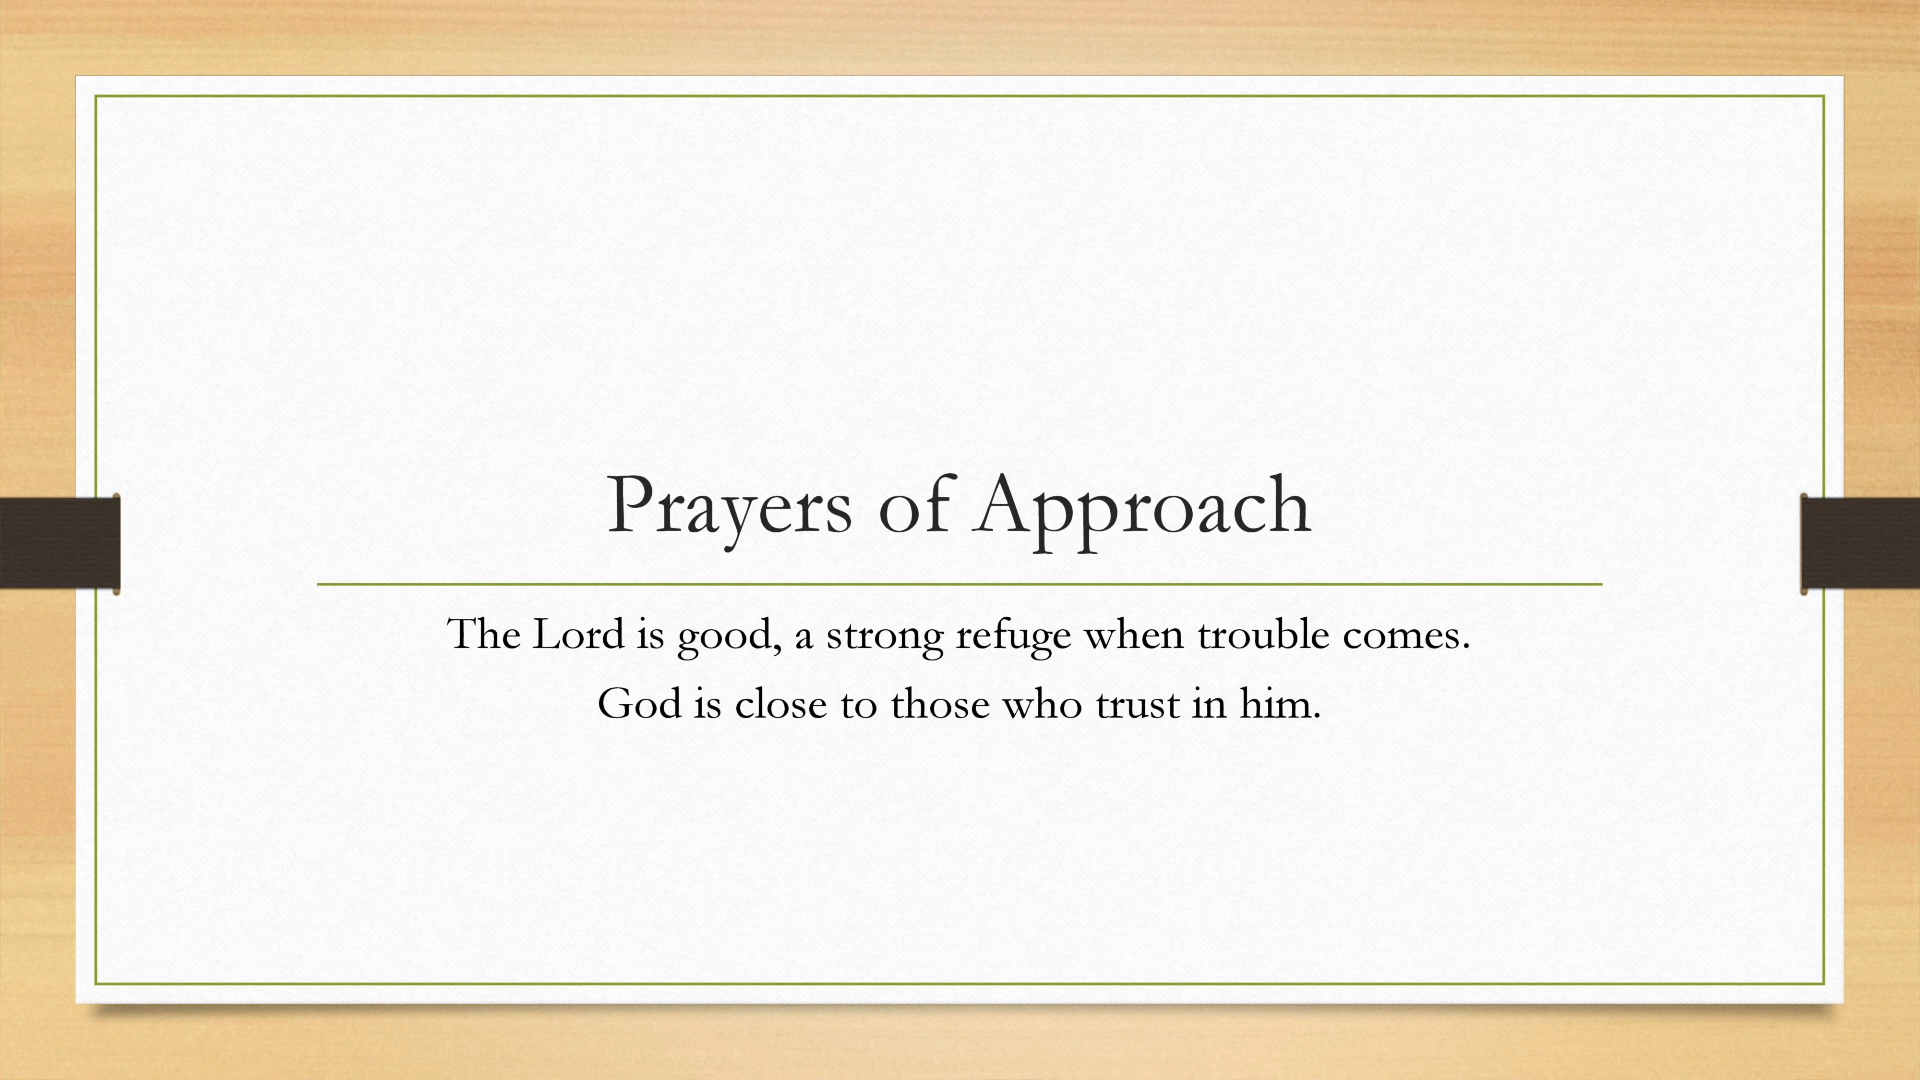 Prayers of Approach
The Lord is good, a strong refuge when trouble comes.
God is close to those who trust in him.